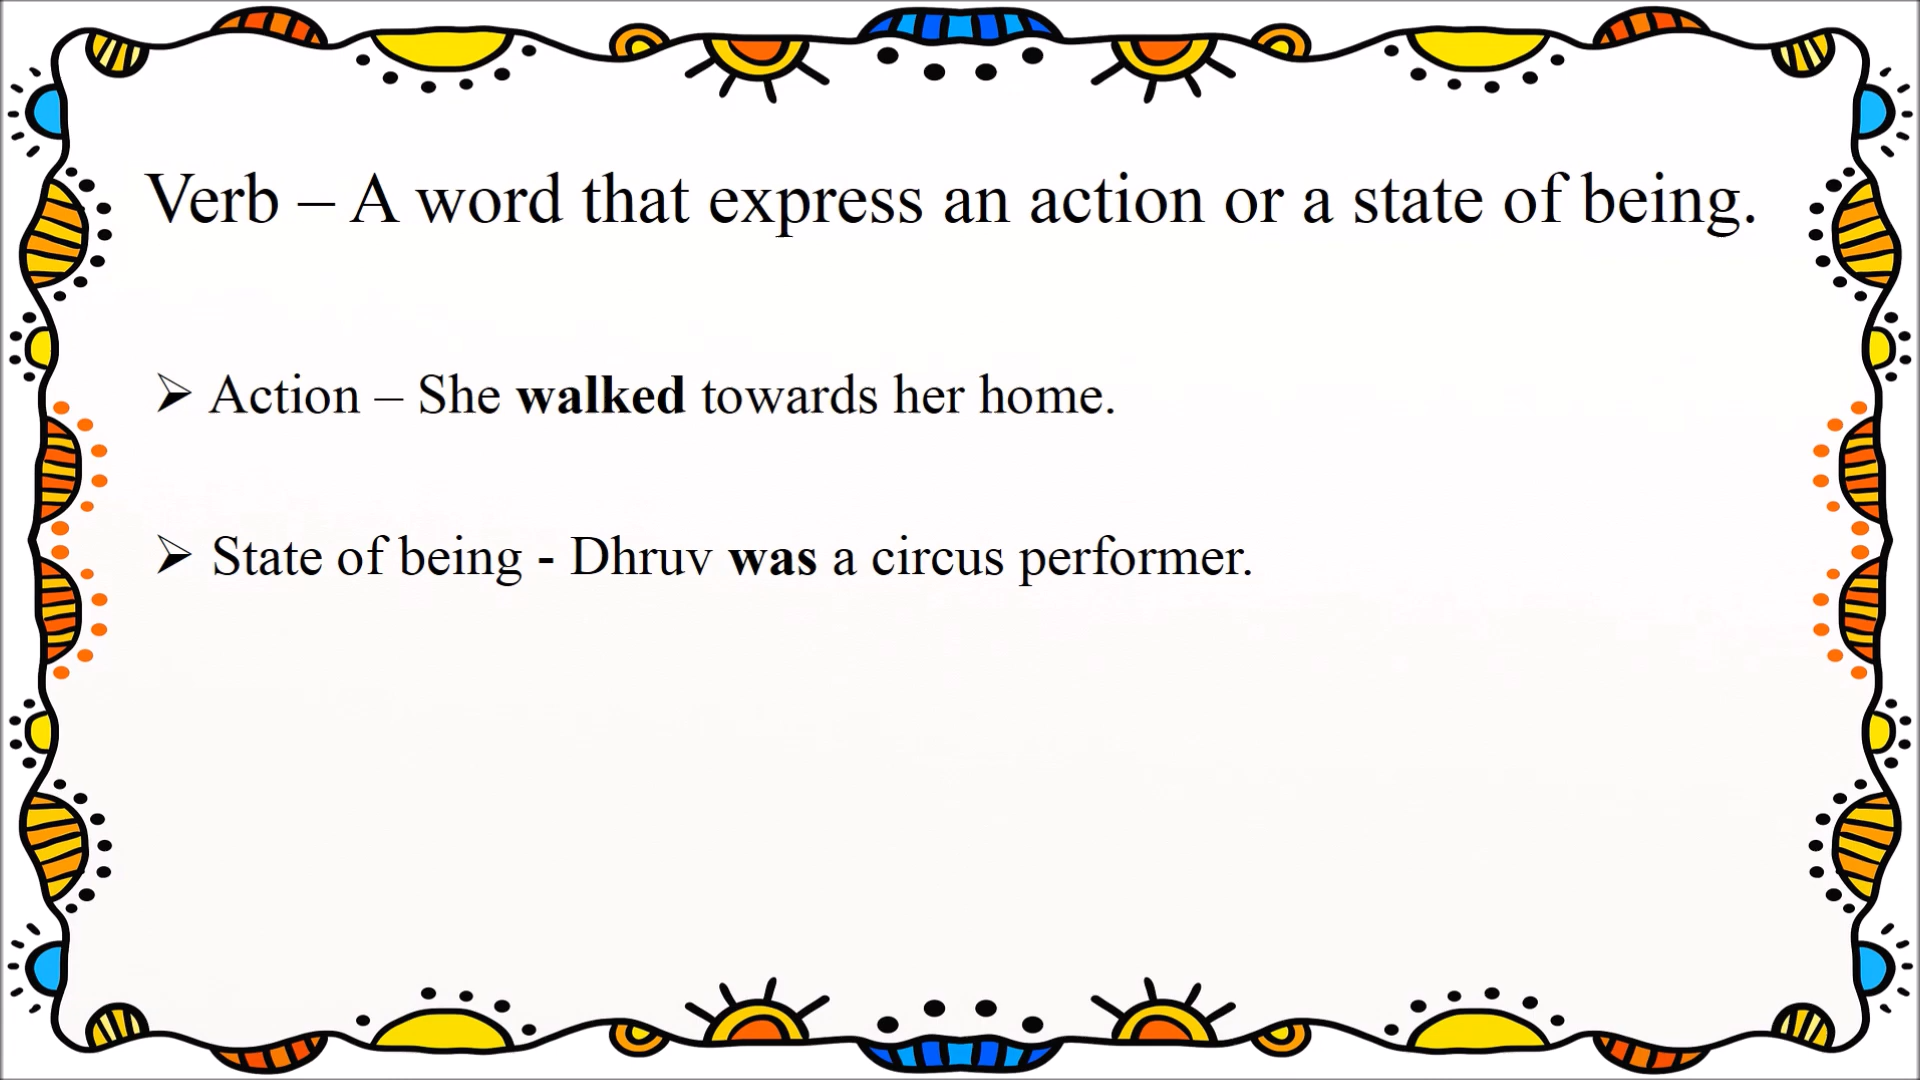 Verb – A word that express an action or a state of being.
➢ Action – She walked towards her home.
➢ State of being - Dhruv was a circus performer.